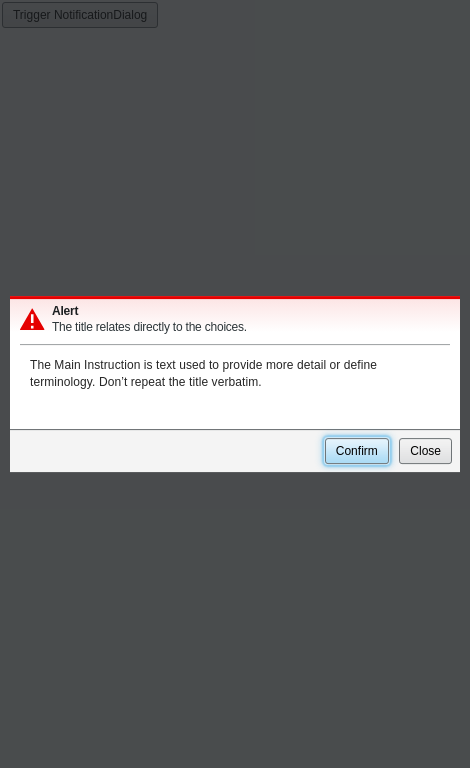 Trigger NotificationDialog
Alert
The title relates directly to the choices.
The Main Instruction is text used to provide more detail or define
terminology. Don’t repeat the title verbatim.
Confirm
Close